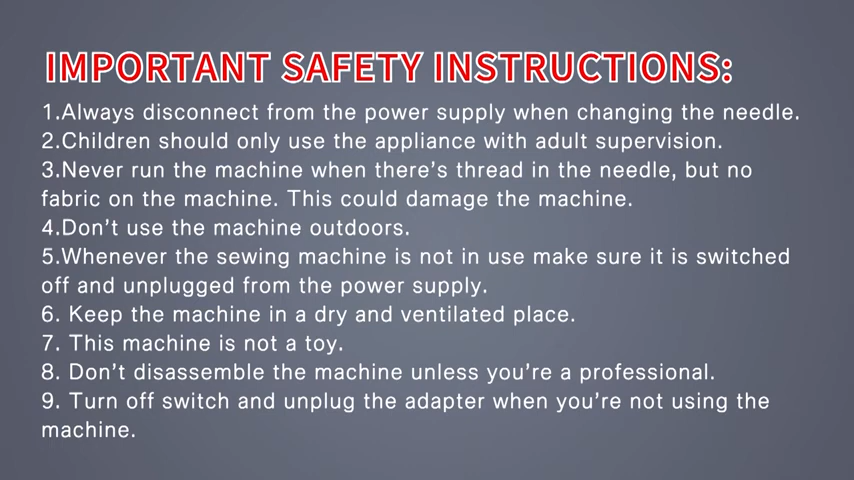 IMPORTANT SAFETY INSTRUCTIONS:
1.Always disconnect from the power supply when changing the needle.
2.Children should only use the appliance with adult supervision.
3.Never run the machine when there’s thread in the needle, but no
fabric on the machine. This could damage the machine.
4.Don’t use the machine outdoors.
5.Whenever the sewing machine is not in use make sure it is switched
off and unplugged from the power supply.
6. Keep the machine in a dry and ventilated place.
7. This machine is not a toy.
8. Don’t disassemble the machine unless you’re a professional.
9. Turn off switch and unplug the adapter when you’re not using the
machine.